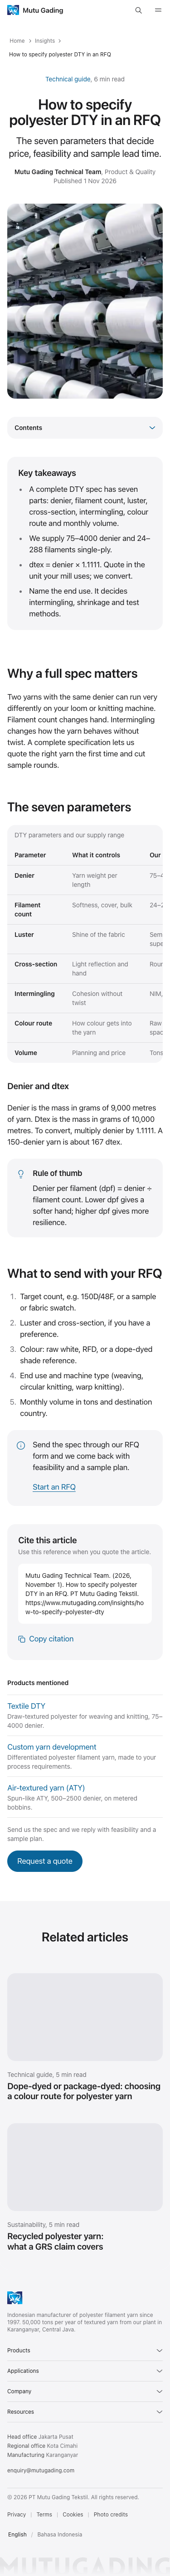 Mutu Gading
Home > Insights >
How to specify polyester DTY in an RFQ
Technical guide, 6 min read
How to specify
polyester DTY in an RFQ
The seven parameters that decide
price, feasibility and sample lead time.
Mutu Gading Technical Team, Product & Quality
Published 1 Nov 2026
Contents
Key takeaways
A complete DTY spec has seven
parts: denier, filament count, luster,
cross-section, intermingling, colour
route and monthly volume.
We supply 75–4000 denier and 24–
288 filaments single-ply.
dtex = denier × 1.1111. Quote in the
unit your mill uses; we convert.
Name the end use. It decides
intermingling, shrinkage and test
methods.
Why a full spec matters
Two yarns with the same denier can run very
differently on your loom or knitting machine.
Filament count changes hand. Intermingling
changes how the yarn behaves without
twist. A complete specification lets us
quote the right yarn the first time and cut
sample rounds.
The seven parameters
DTY parameters and our supply range
Parameter What it controls Our
Denier Yarn weight per
length 75–4
Filament
count Softness, cover, bulk 24–2
Luster Shine of the fabric Sem
supe
Cross-section Light reflection and
hand Roun
Intermingling Cohesion without
twist NIM,
Colour route How colour gets into
the yarn Raw
spac
Volume Planning and price Tons
Denier and dtex
Denier is the mass in grams of 9,000 metres
of yarn. Dtex is the mass in grams of 10,000
metres. To convert, multiply denier by 1.1111. A
150-denier yarn is about 167 dtex.
Rule of thumb
Denier per filament (dpf) = denier ÷
filament count. Lower dpf gives a
softer hand; higher dpf gives more
resilience.
What to send with your RFQ
1. Target count, e.g. 150D/48F, or a sample
or fabric swatch.
2. Luster and cross-section, if you have a
preference.
3. Colour: raw white, RFD, or a dope-dyed
shade reference.
4. End use and machine type (weaving,
circular knitting, warp knitting).
5. Monthly volume in tons and destination
country.
Send the spec through our RFQ
form and we come back with
feasibility and a sample plan.
Start an RFQ
Cite this article
Use this reference when you quote the article.
Mutu Gading Technical Team. (2026,
November 1). How to specify polyester
DTY in an RFQ. PT Mutu Gading Tekstil.
https://www.mutugading.com/insights/ho
w-to-specify-polyester-dty
Copy citation
Products mentioned
Textile DTY
Draw-textured polyester for weaving and knitting, 75–
4000 denier.
Custom yarn development
Differentiated polyester filament yarn, made to your
process requirements.
Air-textured yarn (ATY)
Spun-like ATY, 500–2500 denier, on metered
bobbins.
Send us the spec and we reply with feasibility and a
sample plan.
Request a quote
Related articles
Technical guide, 5 min read
Dope-dyed or package-dyed: choosing
a colour route for polyester yarn
Sustainability, 5 min read
Recycled polyester yarn:
what a GRS claim covers
Indonesian manufacturer of polyester filament yarn since
1997. 50,000 tons per year of textured yarn from our plant in
Karanganyar, Central Java.
Products
Applications
Company
Resources
Head office Jakarta Pusat
Regional office Kota Cimahi
Manufacturing Karanganyar
enquiry@mutugading.com
© 2026 PT Mutu Gading Tekstil. All rights reserved.
Privacy | Terms | Cookies | Photo credits
English / Bahasa Indonesia
MUTU GADING